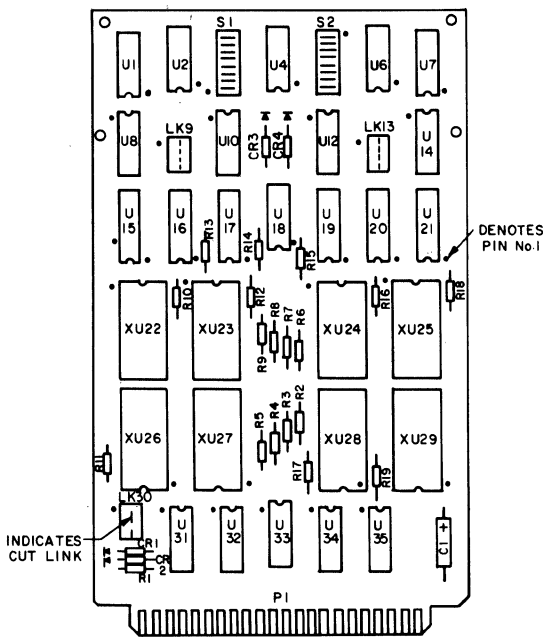 S1 S2
U1 U2 U4 U6 U7
LK9 LK13
U8 U10 CR3 CR4 U12 U
14
U
15 U
16 R13 U
17 R14 U
18 R15 U
19 U
20 U
21
DENOTES
PIN No.1
R10 R12 R16 R18
XU22 XU23 R9 R8 R7 R6 XU24 XU25
XU26 XU27 R5 R4 R3 R2 XU28 XU29
R11 R17 R19
LK30
INDICATES
CUT LINK
U
31 U
32 U
33 U
34 U
35 C1 +
CR1
CR
2
R1
P1